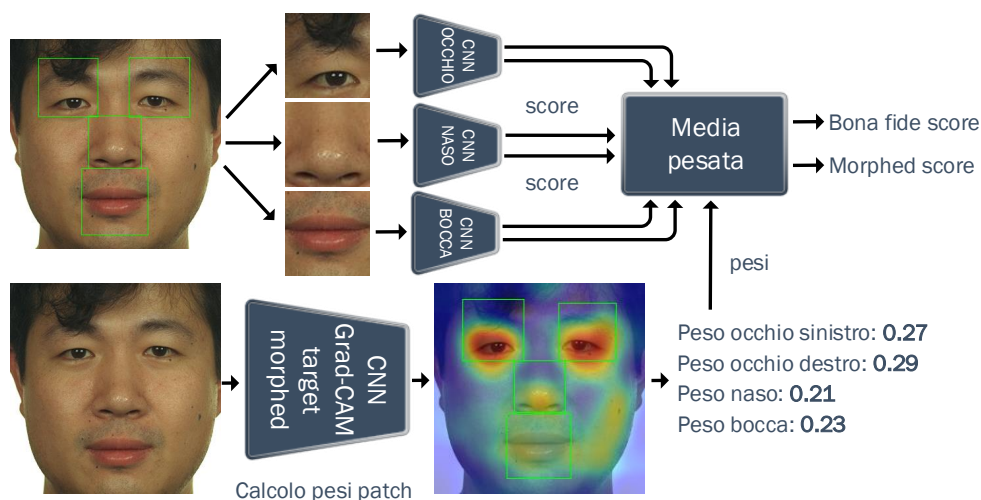 CNN
OCCHIO
score
CNN
NASO
score
CNN
BOCCA
Media
pesata
Bona fide score
Morphed score
pesi
CNN
Grad-CAM
target
morphed
Calcolo pesi patch
Peso occhio sinistro: 0.27
Peso occhio destro: 0.29
Peso naso: 0.21
Peso bocca: 0.23